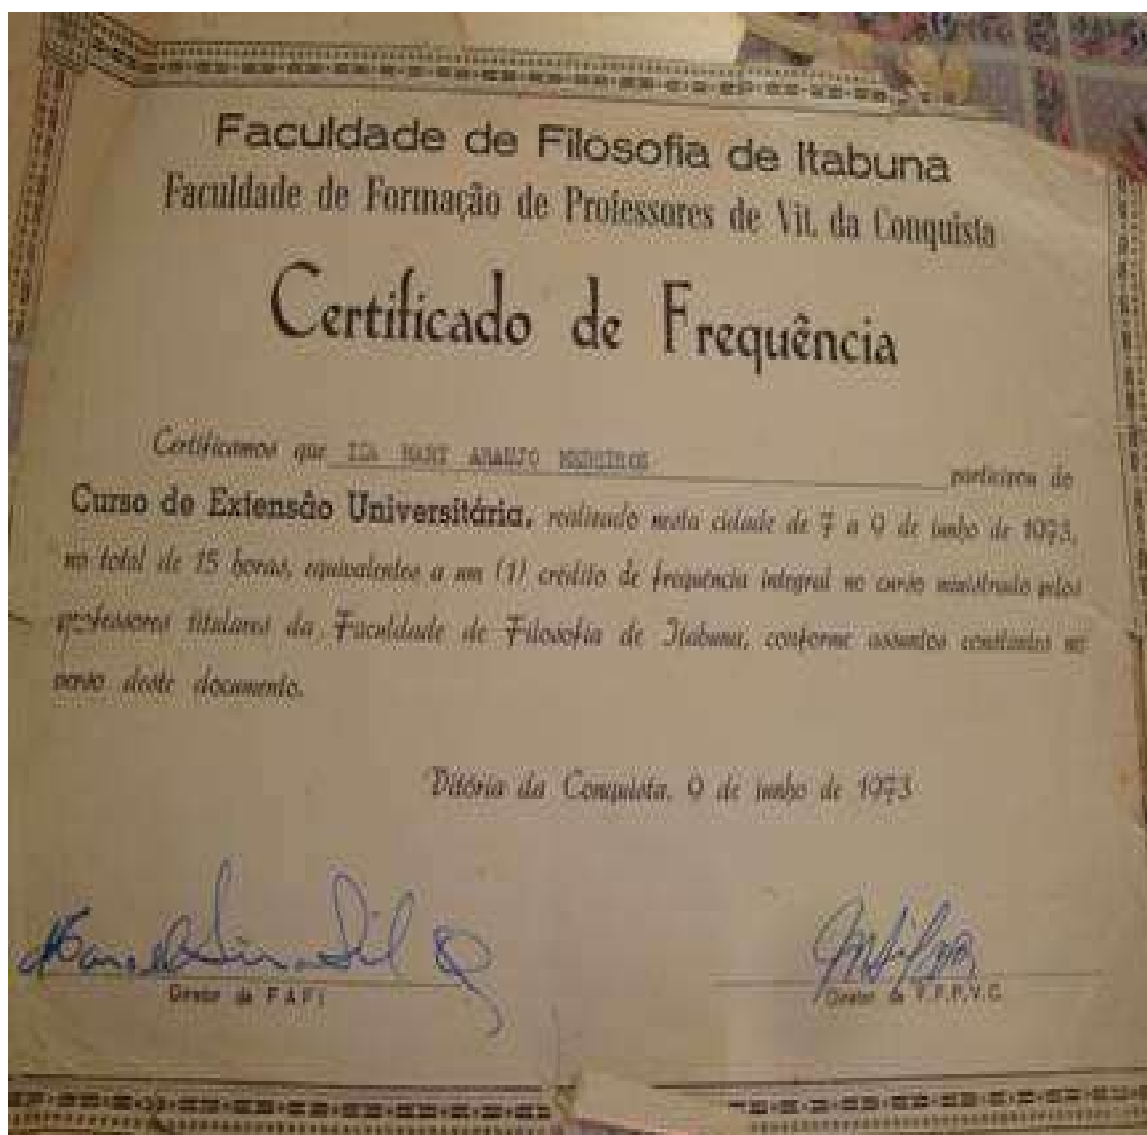 Faculdade de Filosofia de Itabuna
Faculdade de Formação de Professores de Vit. da Conquista
Certificado de Frequência
Certificamos que ARAUJO MEDEIROS participou do
Curso de Extensão Universitária, realizado nesta cidade de 7 a 9 de junho de 1973,
no total de 15 horas, equivalentes a um (1) crédito de frequência integral no curso ministrado pelos
professores titulares da Faculdade de Filosofia de Itabuna, conforme assuntos constantes no
verso deste documento.
Vitória da Conquista, 9 de junho de 1973
Diretor da FAFI
Diretor da F.F.P.V.C.